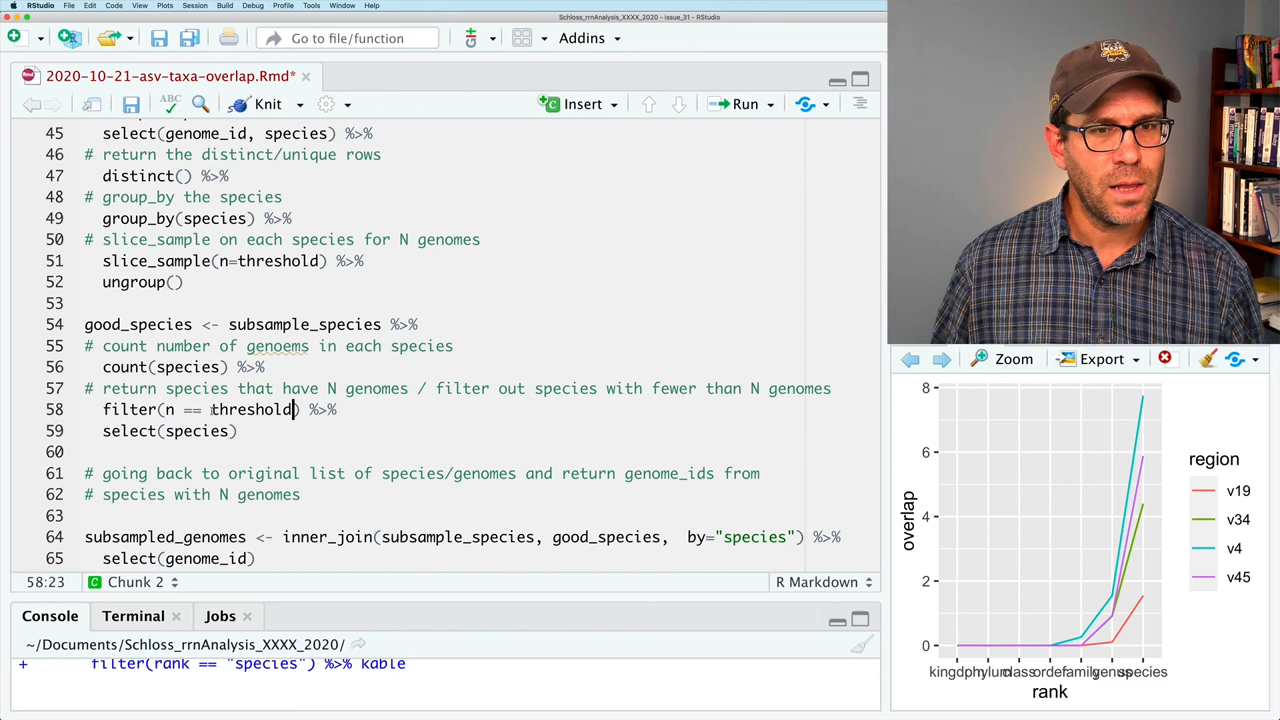 RStudio File Edit Code View Plots Session Build Debug Profile Tools Window Help
Schloss_rrnAnalysis_XXXX_2020 - issue_31 - RStudio
Go to file/function Addins
2020-10-21-asv-taxa-overlap.Rmd*
ABC Knit Insert Run
45 select(genome_id, species) %>%
46 # return the distinct/unique rows
47 distinct() %>%
48 # group_by the species
49 group_by(species) %>%
50 # slice_sample on each species for N genomes
51 slice_sample(n=threshold) %>%
52 ungroup()
53
54 good_species <- subsample_species %>%
55 # count number of genoems in each species
56 count(species) %>%
57 # return species that have N genomes / filter out species with fewer than N genomes
58 filter(n == threshold) %>%
59 select(species)
60
61 # going back to original list of species/genomes and return genome_ids from
62 # species with N genomes
63
64 subsampled_genomes <- inner_join(subsample_species, good_species, by="species") %>%
65 select(genome_id)
58:23 Chunk 2 R Markdown
Console Terminal Jobs
~/Documents/Schloss_rrnAnalysis_XXXX_2020/
+ filter(rank == "species") %>% kable
Zoom Export
8
6
4
2
0
overlap
kingdom phylum class order family genus species
rank
region
v19
v34
v4
v45